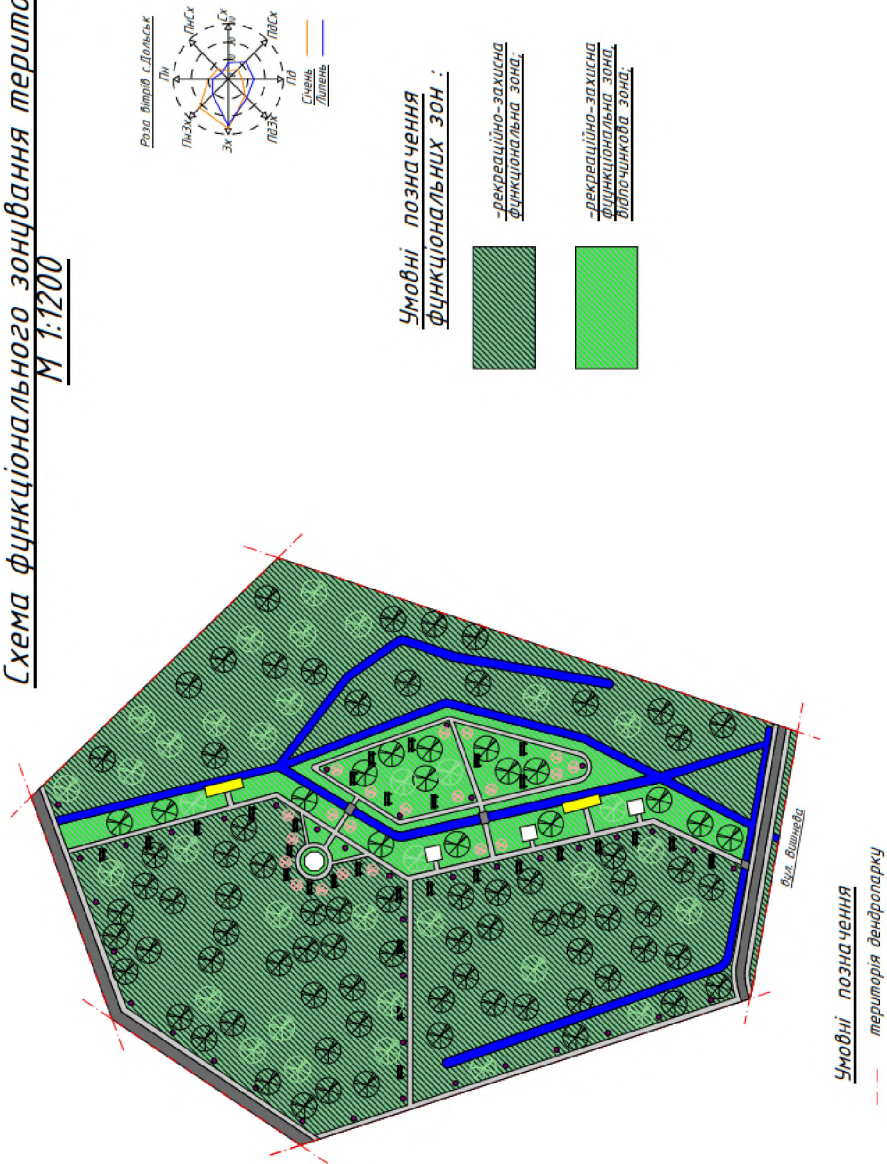 Схема функціонального зонування терито
М 1:1200
Роза вітрів с.Дольськ
Пн
ПнСх
Сх
ПдСх
Пд
ПдЗх
Зх
ПнЗх
Січень
Липень
Умовні позначення
функціональних зон :
-рекреаційно-захисна
функціональна зона;
-рекреаційно-захисна
функціональна зона,
відпочинкова зона;
вул. Вишнева
Умовні позначення
територія дендропарку